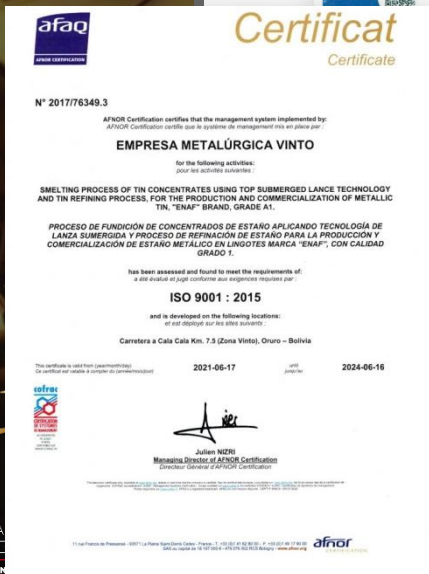 afaq
AFNOR CERTIFICATION
Certificat
Certificate
N° 2017/76349.3
AFNOR Certification certifies that the management system implemented by:
AFNOR Certification certifie que le système de management mis en place par :
EMPRESA METALÚRGICA VINTO
for the following activities:
pour les activités suivantes :
SMELTING PROCESS OF TIN CONCENTRATES USING TOP SUBMERGED LANCE TECHNOLOGY
AND TIN REFINING PROCESS, FOR THE PRODUCTION AND COMMERCIALIZATION OF METALLIC
TIN, "ENAF" BRAND, GRADE A1.
PROCESO DE FUNDICIÓN DE CONCENTRADOS DE ESTAÑO APLICANDO TECNOLOGÍA DE
LANZA SUMERGIDA Y PROCESO DE REFINACIÓN DE ESTAÑO PARA LA PRODUCCIÓN Y
COMERCIALIZACIÓN DE ESTAÑO METÁLICO EN LINGOTES MARCA "ENAF", CON CALIDAD
GRADO 1.
has been assessed and found to meet the requirements of:
a été évalué et jugé conforme aux exigences requises par :
ISO 9001 : 2015
and is developed on the following locations:
et est déployé sur les sites suivants :
Carretera a Cala Cala Km. 7.5 (Zona Vinto), Oruro – Bolivia
This certificate is valid from (year/month/day)
Ce certificat est valable à compter du (année/mois/jour)
2021-06-17
until
jusqu'au
2024-06-16
cofrac
CERTIFICATION
DE SYSTEMES
DE MANAGEMENT
Julien NIZRI
Managing Director of AFNOR Certification
Directeur Général d'AFNOR Certification
afnor
CERTIFICATION